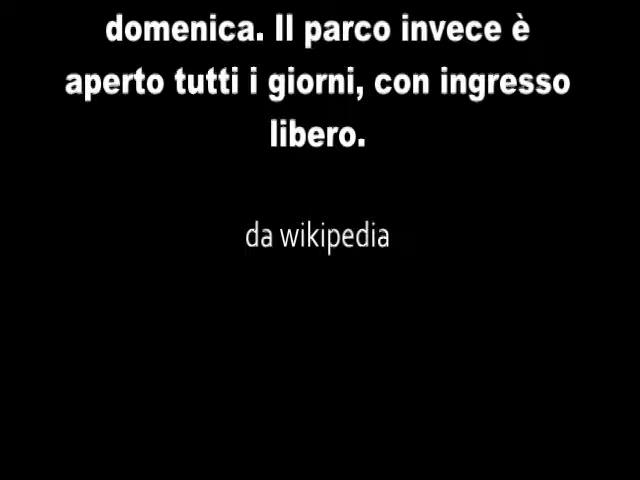 domenica. Il parco invece è
aperto tutti i giorni, con ingresso
libero.
da wikipedia